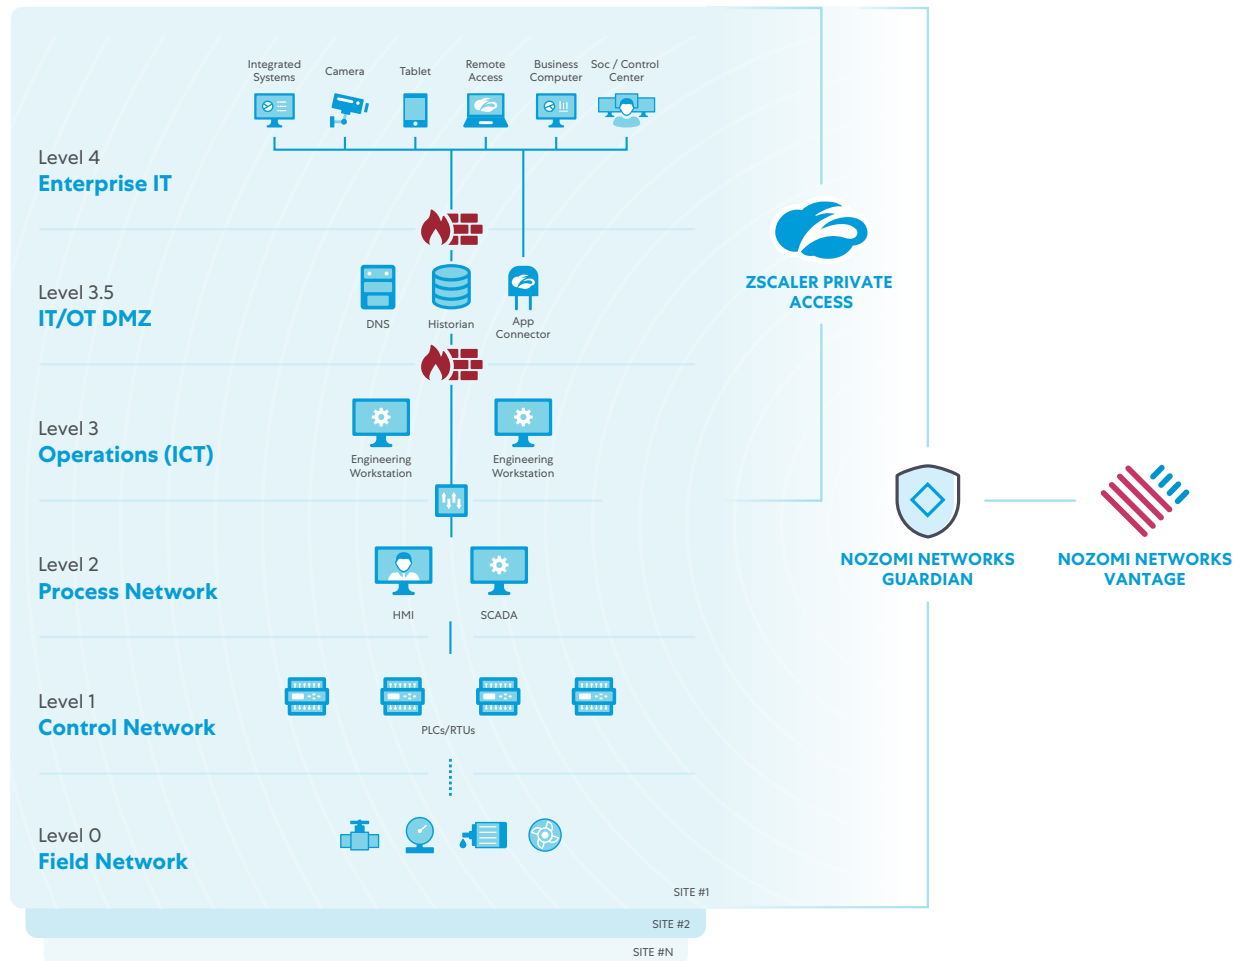 Integrated
Systems
Camera
Tablet
Remote
Access
Business
Computer
Soc / Control
Center
Level 4
Enterprise IT
ZSCALER PRIVATE
ACCESS
Level 3.5
IT/OT DMZ
DNS
Historian
App
Connector
Level 3
Operations (ICT)
Engineering
Workstation
Engineering
Workstation
NOZOMI NETWORKS
GUARDIAN
NOZOMI NETWORKS
VANTAGE
Level 2
Process Network
HMI
SCADA
Level 1
Control Network
PLCs/RTUs
Level 0
Field Network
SITE #1
SITE #2
SITE #N